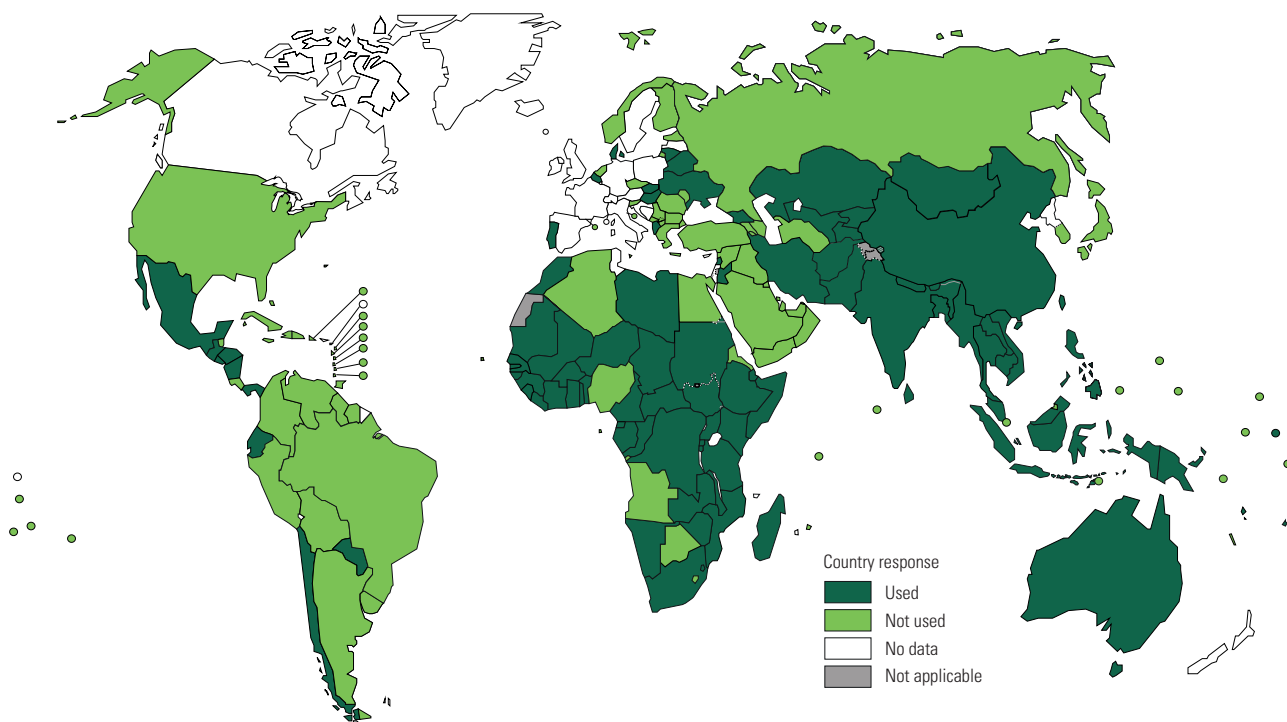 Country response
Used
Not used
No data
Not applicable